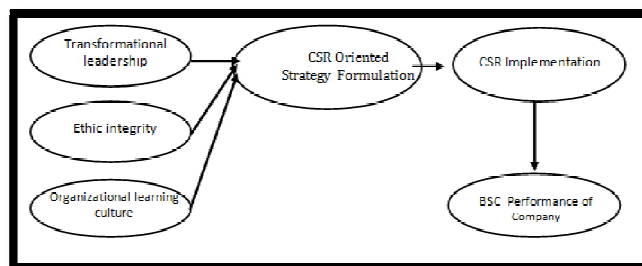 Transformational
leadership
CSR Oriented
Strategy Formulation
CSR Implementation
Ethic integrity
Organizational learning
culture
BSC Performance of
Company